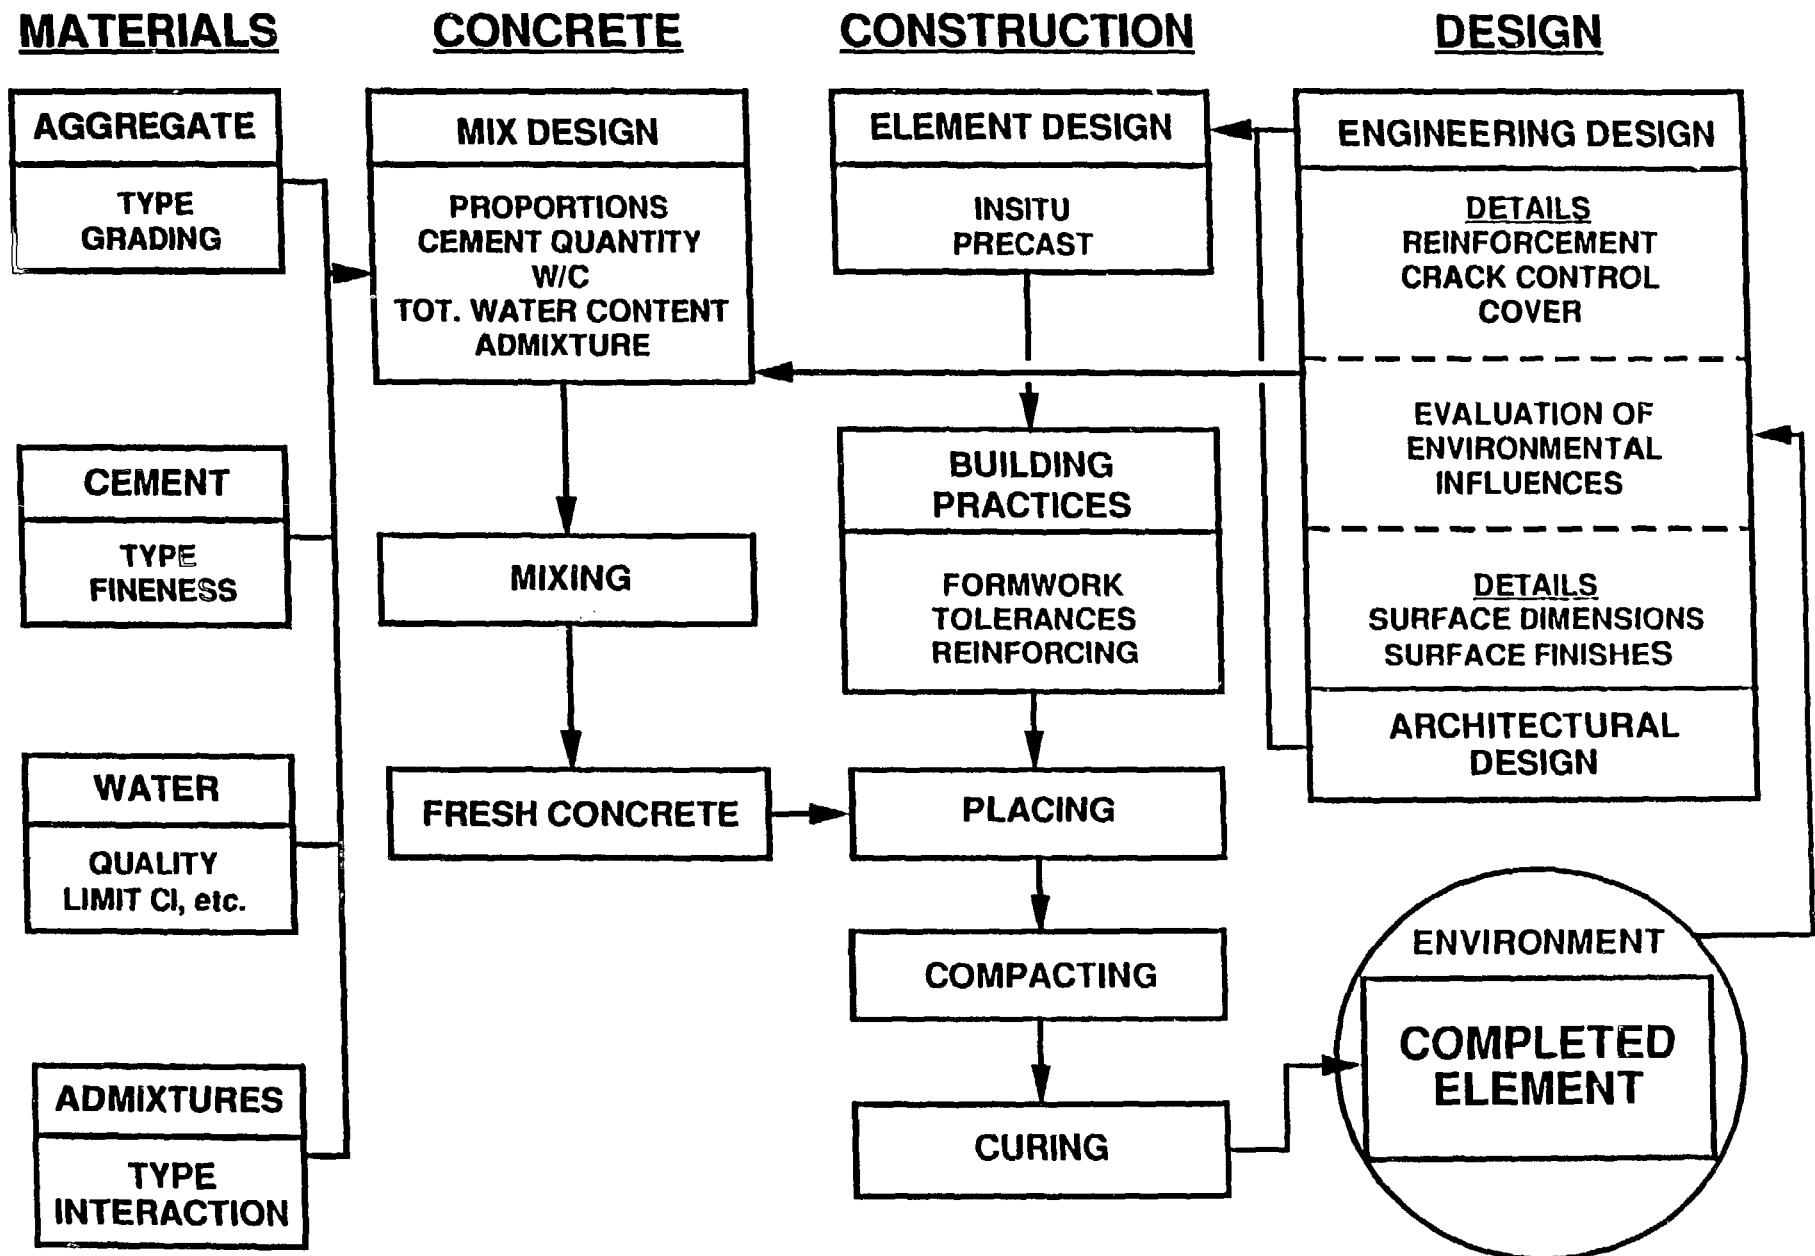 MATERIALS
AGGREGATE
TYPE
GRADING
CEMENT
TYPE
FINENESS
WATER
QUALITY
LIMIT Cl, etc.
ADMIXTURES
TYPE
INTERACTION
CONCRETE
MIX DESIGN
PROPORTIONS
CEMENT QUANTITY
W/C
TOT. WATER CONTENT
ADMIXTURE
MIXING
FRESH CONCRETE
CONSTRUCTION
ELEMENT DESIGN
INSITU
PRECAST
BUILDING
PRACTICES
FORMWORK
TOLERANCES
REINFORCING
PLACING
COMPACTING
CURING
DESIGN
ENGINEERING DESIGN
DETAILS
REINFORCEMENT
CRACK CONTROL
COVER
EVALUATION OF
ENVIRONMENTAL
INFLUENCES
DETAILS
SURFACE DIMENSIONS
SURFACE FINISHES
ARCHITECTURAL
DESIGN
ENVIRONMENT
COMPLETED
ELEMENT